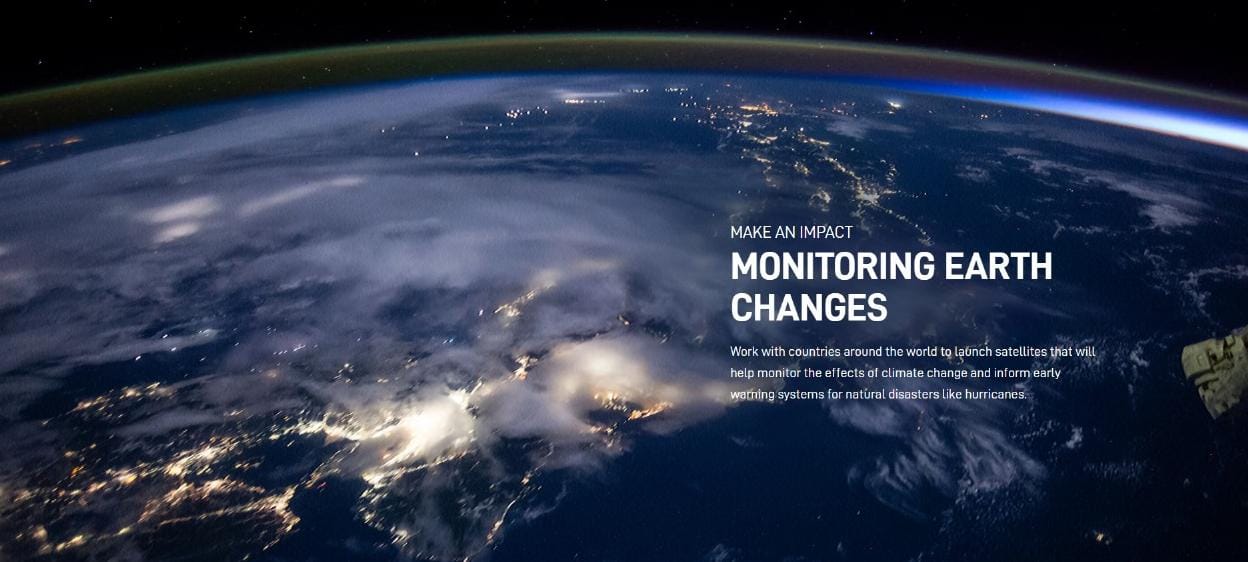 MAKE AN IMPACT
MONITORING EARTH
CHANGES
Work with countries around the world to launch satellites that will
help monitor the effects of climate change and inform early
warning systems for natural disasters like hurricanes.